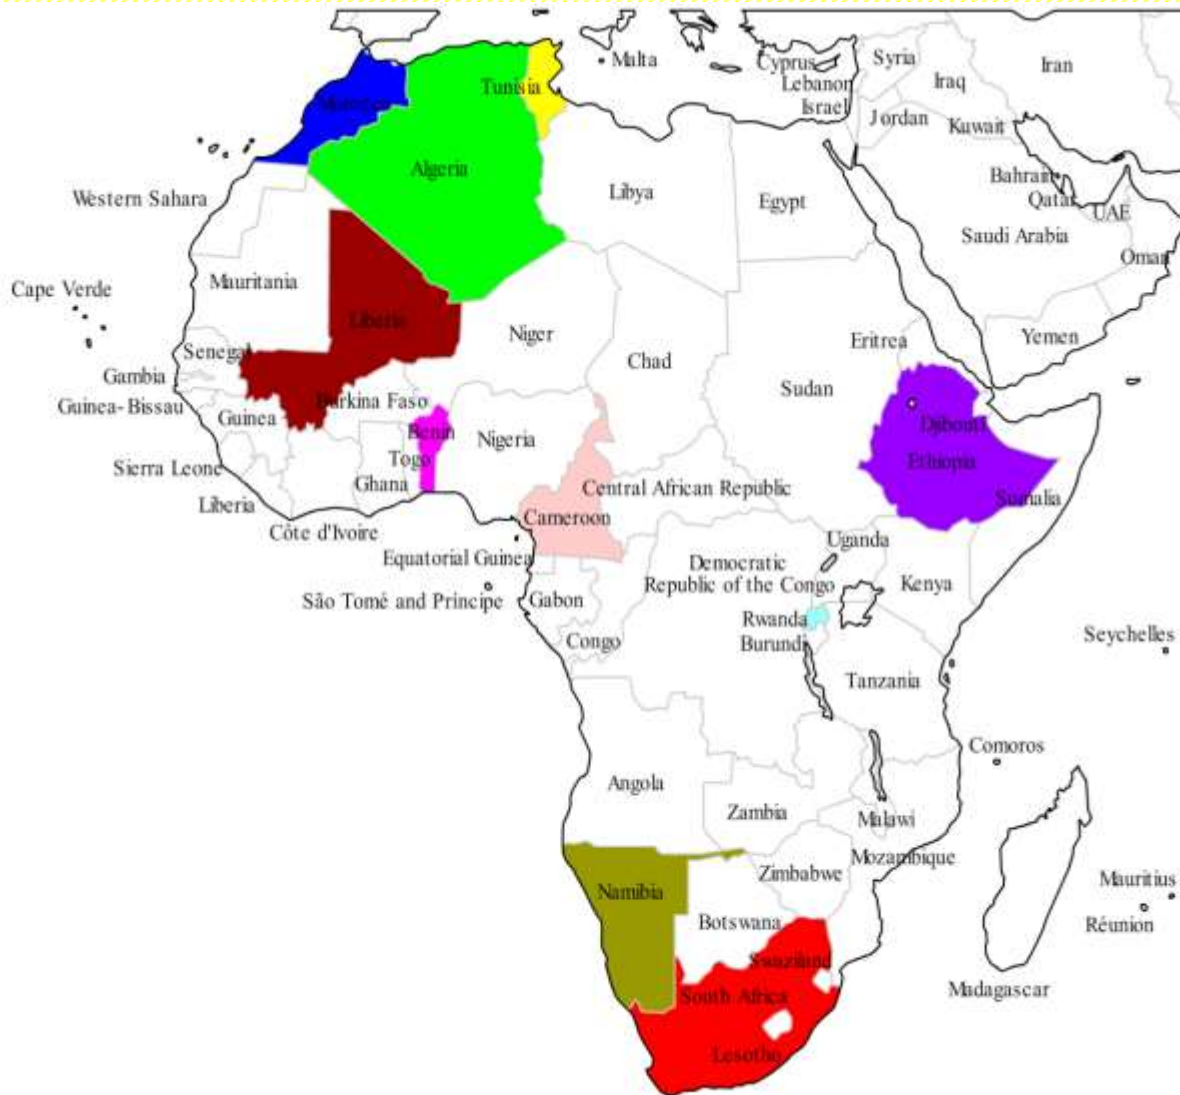 Malta
Cyprus
Syria
Iran
Lebanon
Iraq
Israel
Tunisia
Morocco
Jordan
Kuwait
Algeria
Bahrain
Western Sahara
Libya
Egypt
Qatar
UAE
Saudi Arabia
Oman
Mauritania
Cape Verde
Liberia
Niger
Yemen
Eritrea
Senegal
Chad
Gambia
Sudan
Guinea-Bissau
Burkina Faso
Guinea
Djibouti
Benin
Nigeria
Togo
Ethiopia
Sierra Leone
Ghana
Central African Republic
Somalia
Liberia
Cameroon
Côte d'Ivoire
Uganda
Equatorial Guinea
Democratic
Republic of the Congo
Kenya
São Tomé and Príncipe
Gabon
Rwanda
Congo
Burundi
Seychelles
Tanzania
Comoros
Angola
Zambia
Malawi
Mozambique
Zimbabwe
Namibia
Mauritius
Botswana
Réunion
Swaziland
Madagascar
South Africa
Lesotho